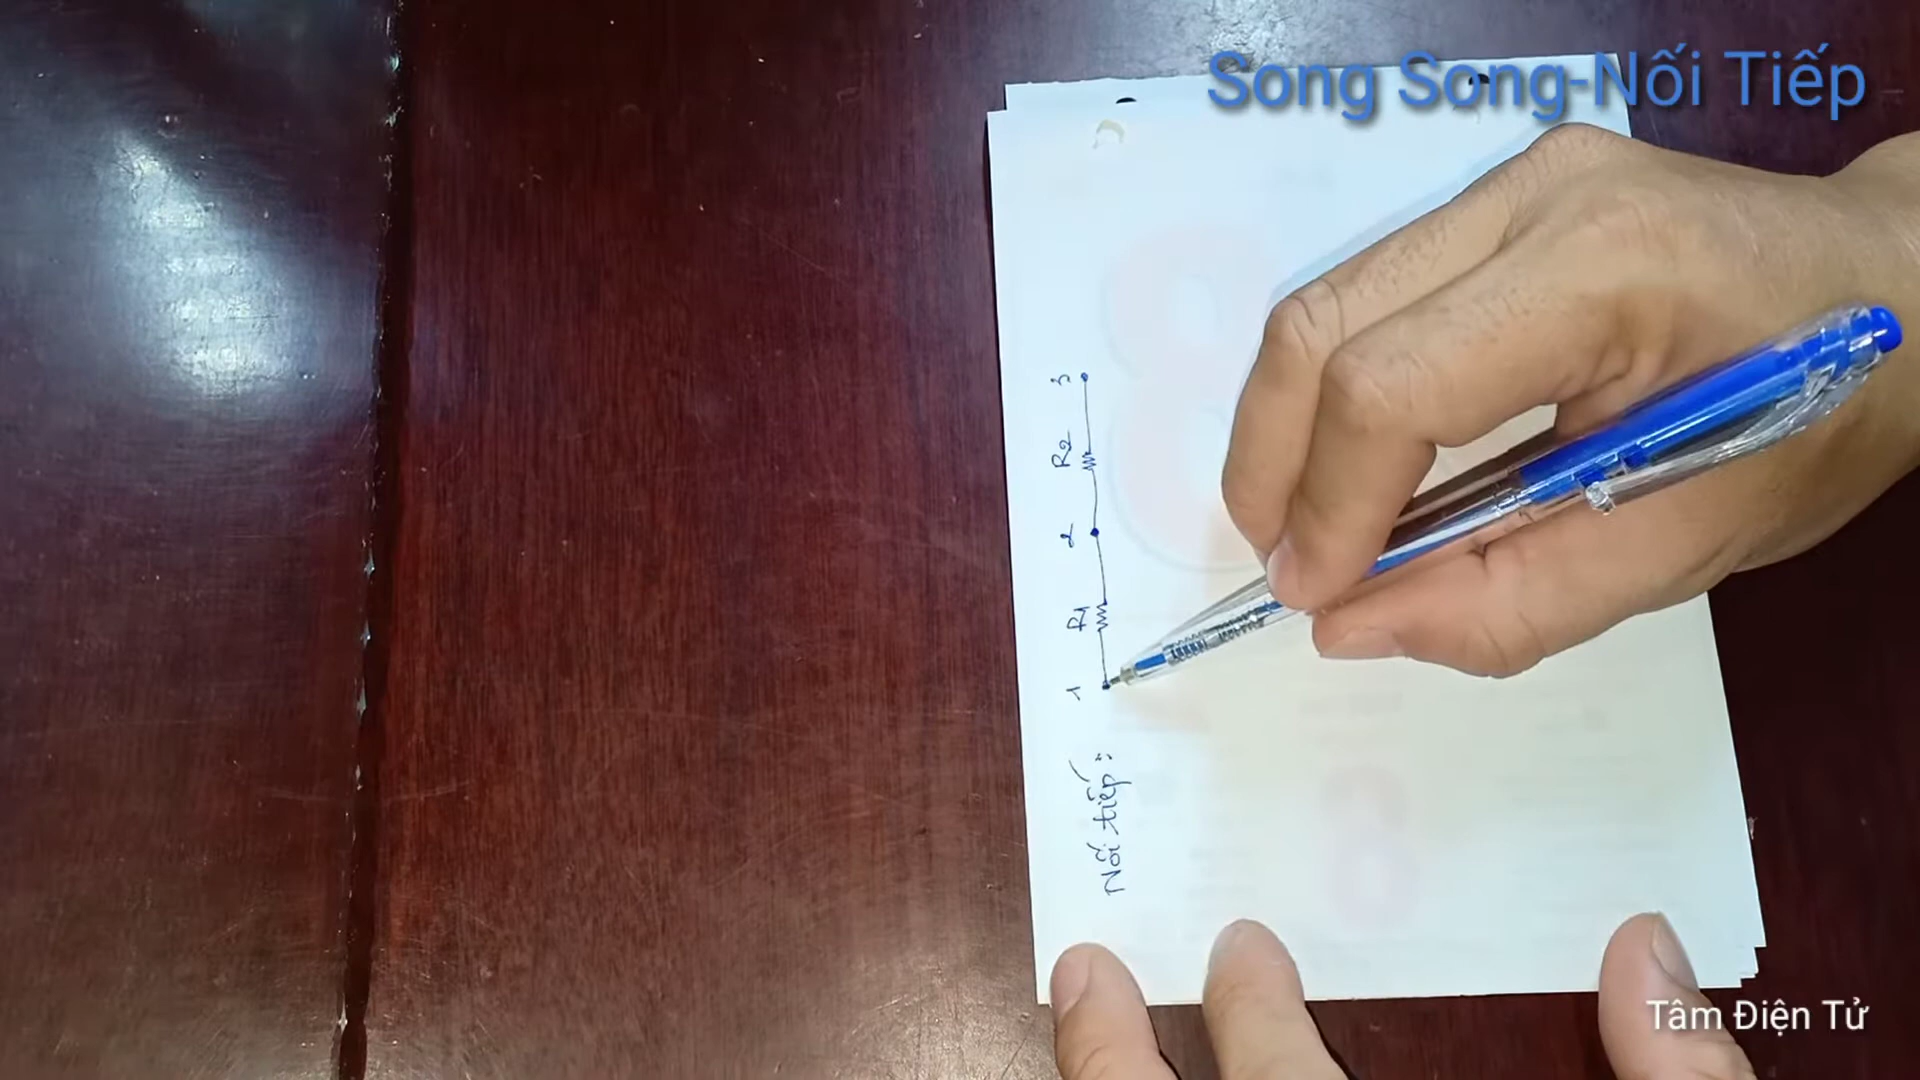 Song Song-Nối Tiếp
Nối tiếp : 1 R1 2 R2 3
Tâm Điện Tử